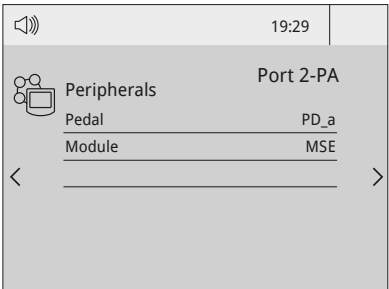 19:29
Port 2-PA
Peripherals
Pedal PD_a
Module MSE